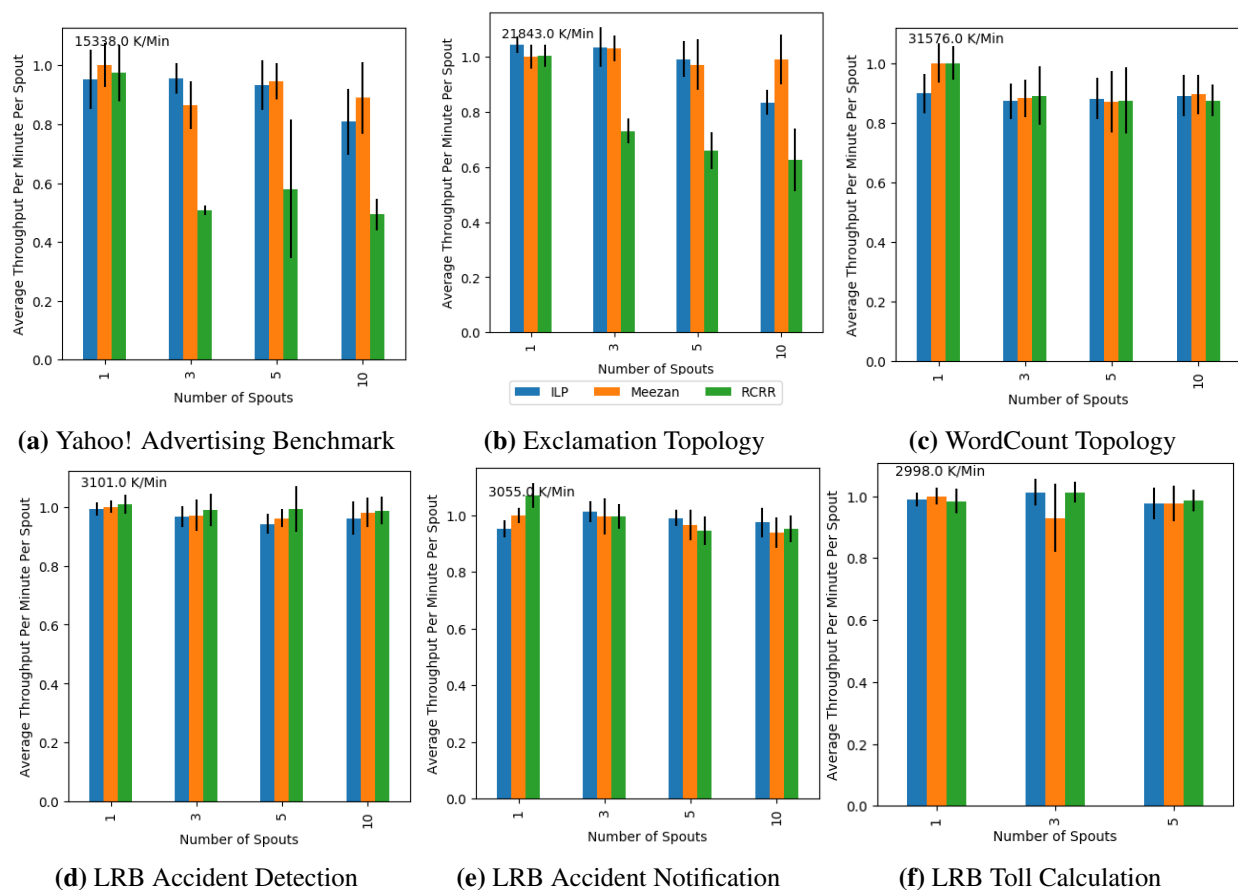 15338.0 K/Min
Average Throughput Per Minute Per Spout
1.0
0.8
0.6
0.4
0.2
0.0
1
3
5
10
Number of Spouts
(a) Yahoo! Advertising Benchmark
21843.0 K/Min
Average Throughput Per Minute Per Spout
1.0
0.8
0.6
0.4
0.2
0.0
1
3
5
10
Number of Spouts
ILP
Meezan
RCRR
(b) Exclamation Topology
31576.0 K/Min
Average Throughput Per Minute Per Spout
1.0
0.8
0.6
0.4
0.2
0.0
1
3
5
10
Number of Spouts
(c) WordCount Topology
3101.0 K/Min
Average Throughput Per Minute Per Spout
1.0
0.8
0.6
0.4
0.2
0.0
1
3
5
10
Number of Spouts
(d) LRB Accident Detection
3055.0 K/Min
Average Throughput Per Minute Per Spout
1.0
0.8
0.6
0.4
0.2
0.0
1
3
5
10
Number of Spouts
(e) LRB Accident Notification
2998.0 K/Min
Average Throughput Per Minute Per Spout
1.0
0.8
0.6
0.4
0.2
0.0
1
3
5
Number of Spouts
(f) LRB Toll Calculation